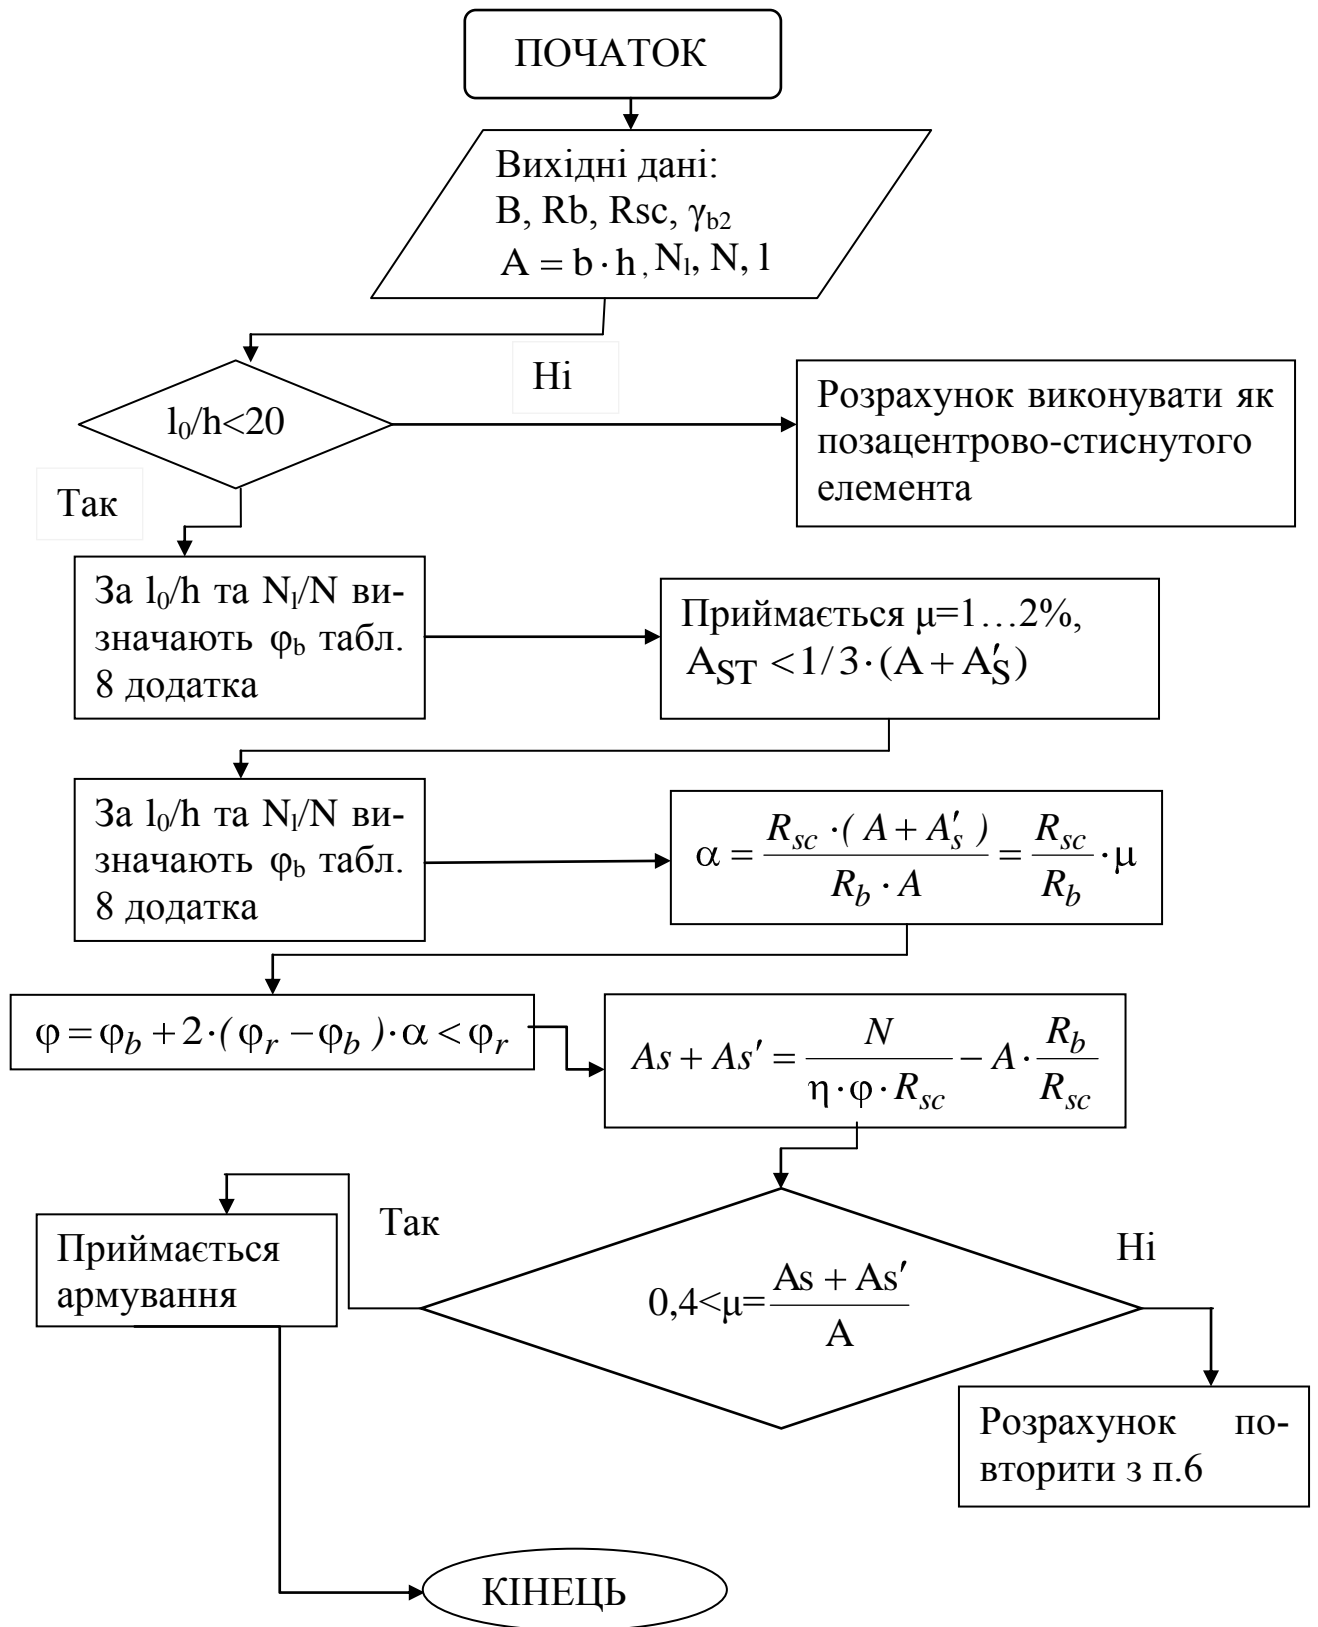 ПОЧАТОК
Вихідні дані:
B, Rb, Rsc, γb2
A = b · h , Nl, N, l
Ні
l0/h<20
Розрахунок виконувати як
позацентрово-стиснутого
елемента
Так
За l0/h та Nl/N ви-
значають φb табл.
8 додатка
Приймається μ=1…2%,
AST < 1/3 · (A + A′S)
За l0/h та Nl/N ви-
значають φb табл.
8 додатка
α = Rsc · ( A + A′s ) / Rb · A = Rsc / Rb · μ
φ = φb + 2 · ( φr − φb ) · α < φr
As + As′ = N / η · φ · Rsc − A · Rb / Rsc
Так
Приймається
армування
Ні
0,4<μ= As + As′ / A
Розрахунок по-
вторити з п.6
КІНЕЦЬ